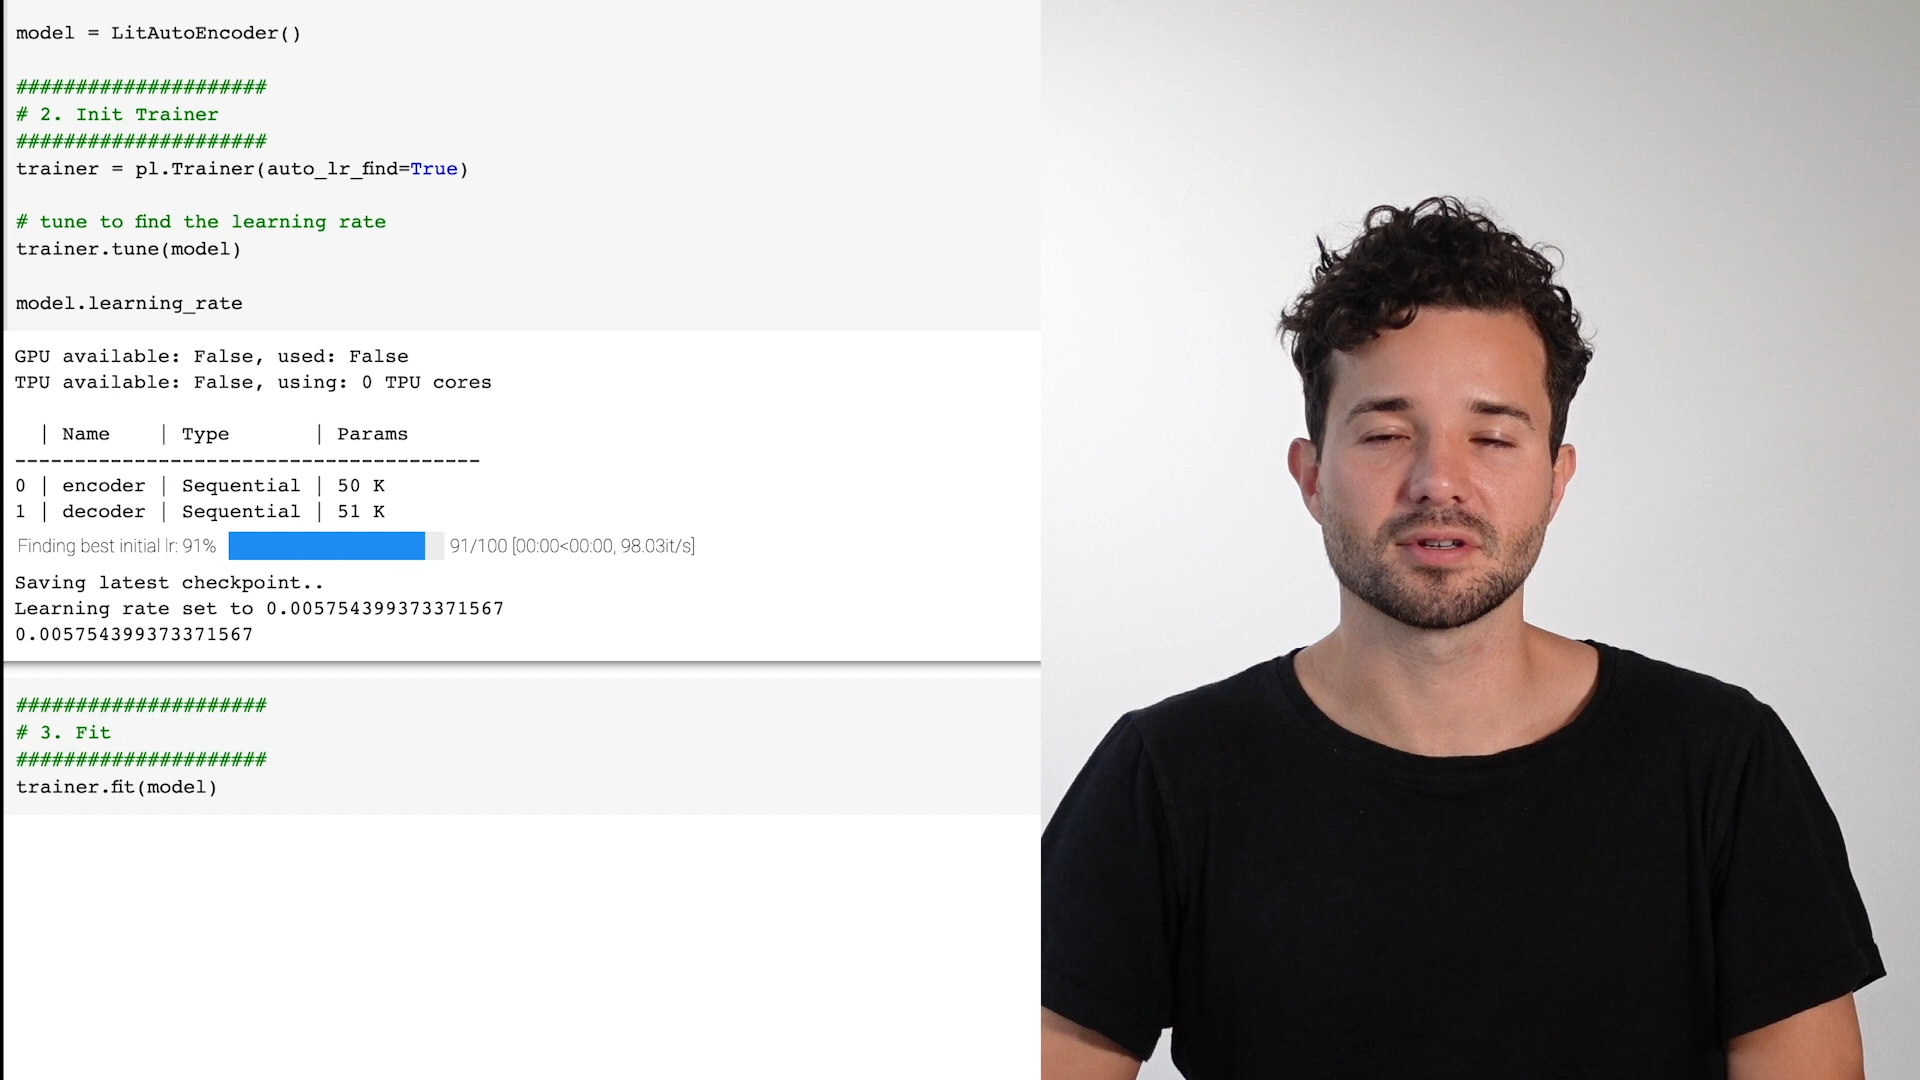 model = LitAutoEncoder()
#####################
# 2. Init Trainer
#####################
trainer = pl.Trainer(auto_lr_find=True)
# tune to find the learning rate
trainer.tune(model)
model.learning_rate
GPU available: False, used: False
TPU available: False, using: 0 TPU cores
| Name | Type | Params
---------------------------------------
0 | encoder | Sequential | 50 K
1 | decoder | Sequential | 51 K
Finding best initial lr: 91% 91/100 [00:00<00:00, 98.03it/s]
Saving latest checkpoint..
Learning rate set to 0.005754399373371567
0.005754399373371567
#####################
# 3. Fit
#####################
trainer.fit(model)